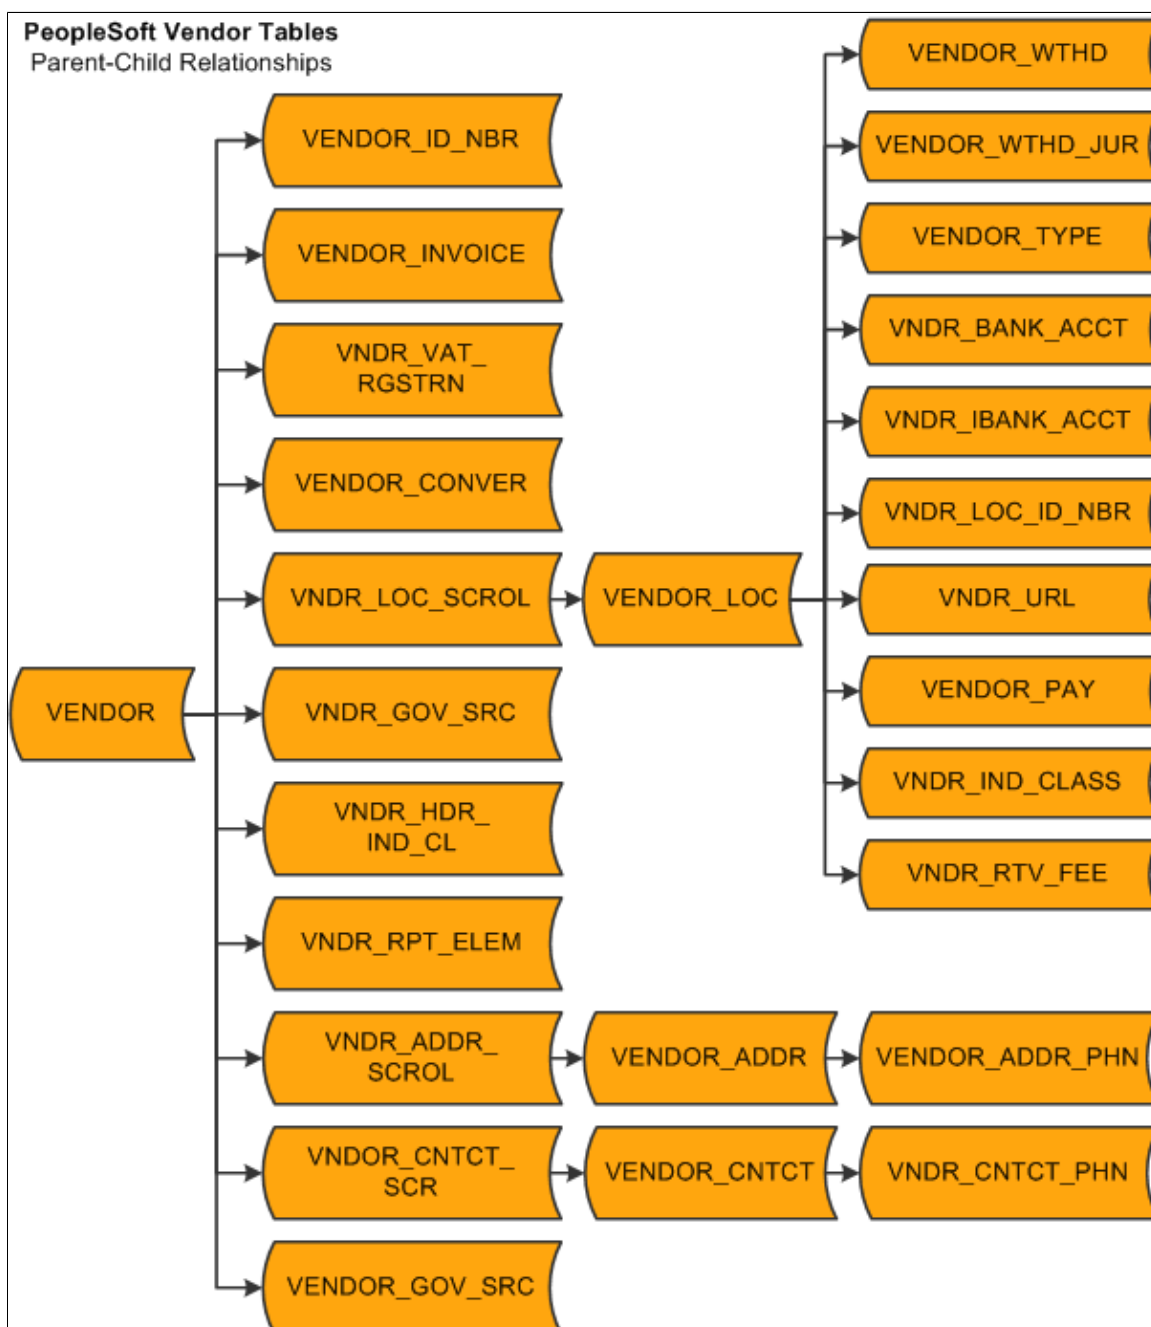 PeopleSoft Vendor Tables
Parent-Child Relationships
VENDOR
VENDOR_ID_NBR
VENDOR_INVOICE
VNDR_VAT_
RGSTRN
VENDOR_CONVER
VNDR_LOC_SCROL
VNDR_GOV_SRC
VNDR_HDR_
IND_CL
VNDR_RPT_ELEM
VNDR_ADDR_
SCROL
VNDOR_CNTCT_
SCR
VENDOR_GOV_SRC
VENDOR_LOC
VENDOR_ADDR
VENDOR_CNTCT
VENDOR_WTHD
VENDOR_WTHD_JUR
VENDOR_TYPE
VNDR_BANK_ACCT
VNDR_IBANK_ACCT
VNDR_LOC_ID_NBR
VNDR_URL
VENDOR_PAY
VNDR_IND_CLASS
VNDR_RTV_FEE
VENDOR_ADDR_PHN
VNDR_CNTCT_PHN